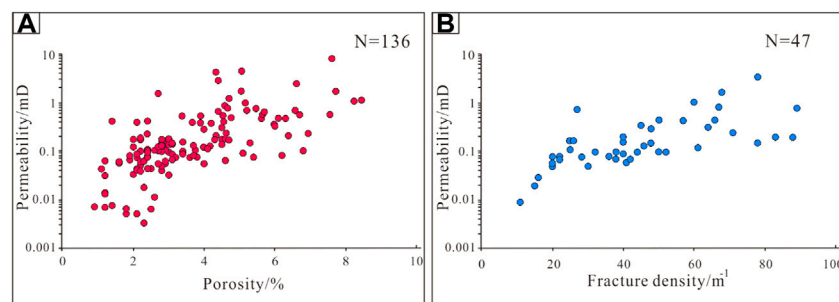 A
N=136
Permeability/mD
10
1
0.1
0.01
0.001
0
2
4
6
8
10
Porosity/%
B
N=47
Permeability/mD
10
1
0.1
0.01
0.001
0
20
40
60
80
100
Fracture density/m⁻¹